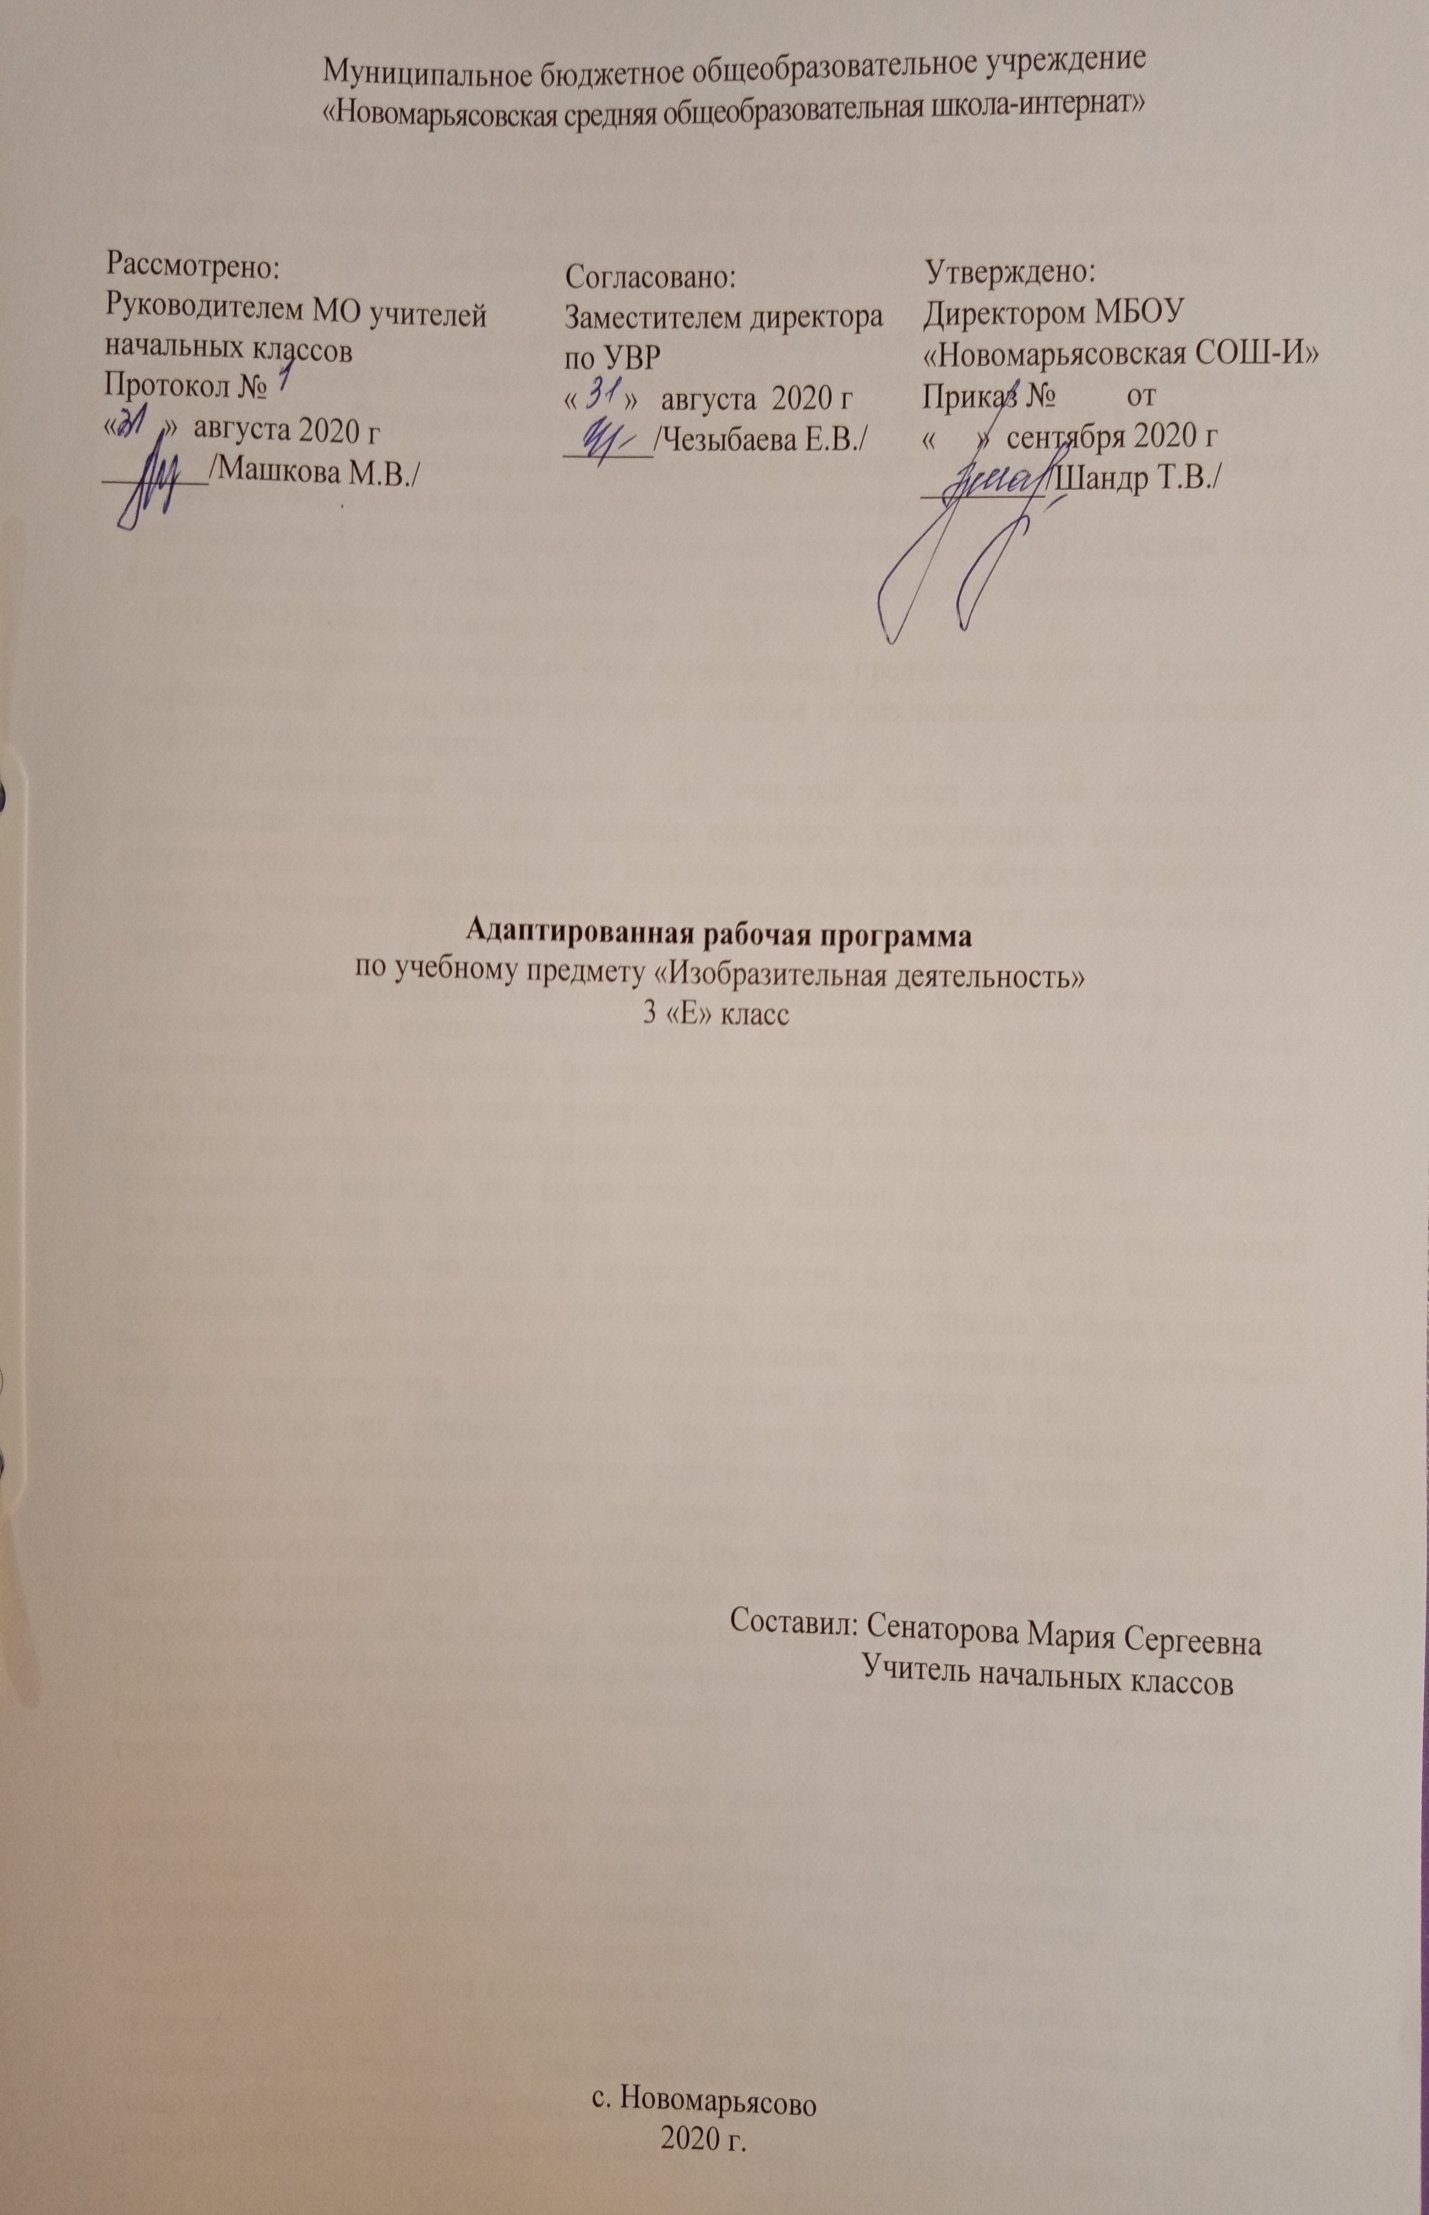 Муниципальное бюджетное общеобразовательное учреждение
«Новомарьясовская средняя общеобразовательная школа-интернат»
Рассмотрено:
Руководителем МО учителей
начальных классов
Протокол № 1
«31» августа 2020 г
/Машкова М.В./
Согласовано:
Заместителем директора
по УВР
«31» августа 2020 г
/Чезыбаева Е.В./
Утверждено:
Директором МБОУ
«Новомарьясовская СОШ-И»
Приказ № от
« » сентября 2020 г
/Шандр Т.В./
Адаптированная рабочая программа
по учебному предмету «Изобразительная деятельность»
3 «Е» класс
Составил: Сенаторова Мария Сергеевна
Учитель начальных классов
с. Новомарьясово
2020 г.